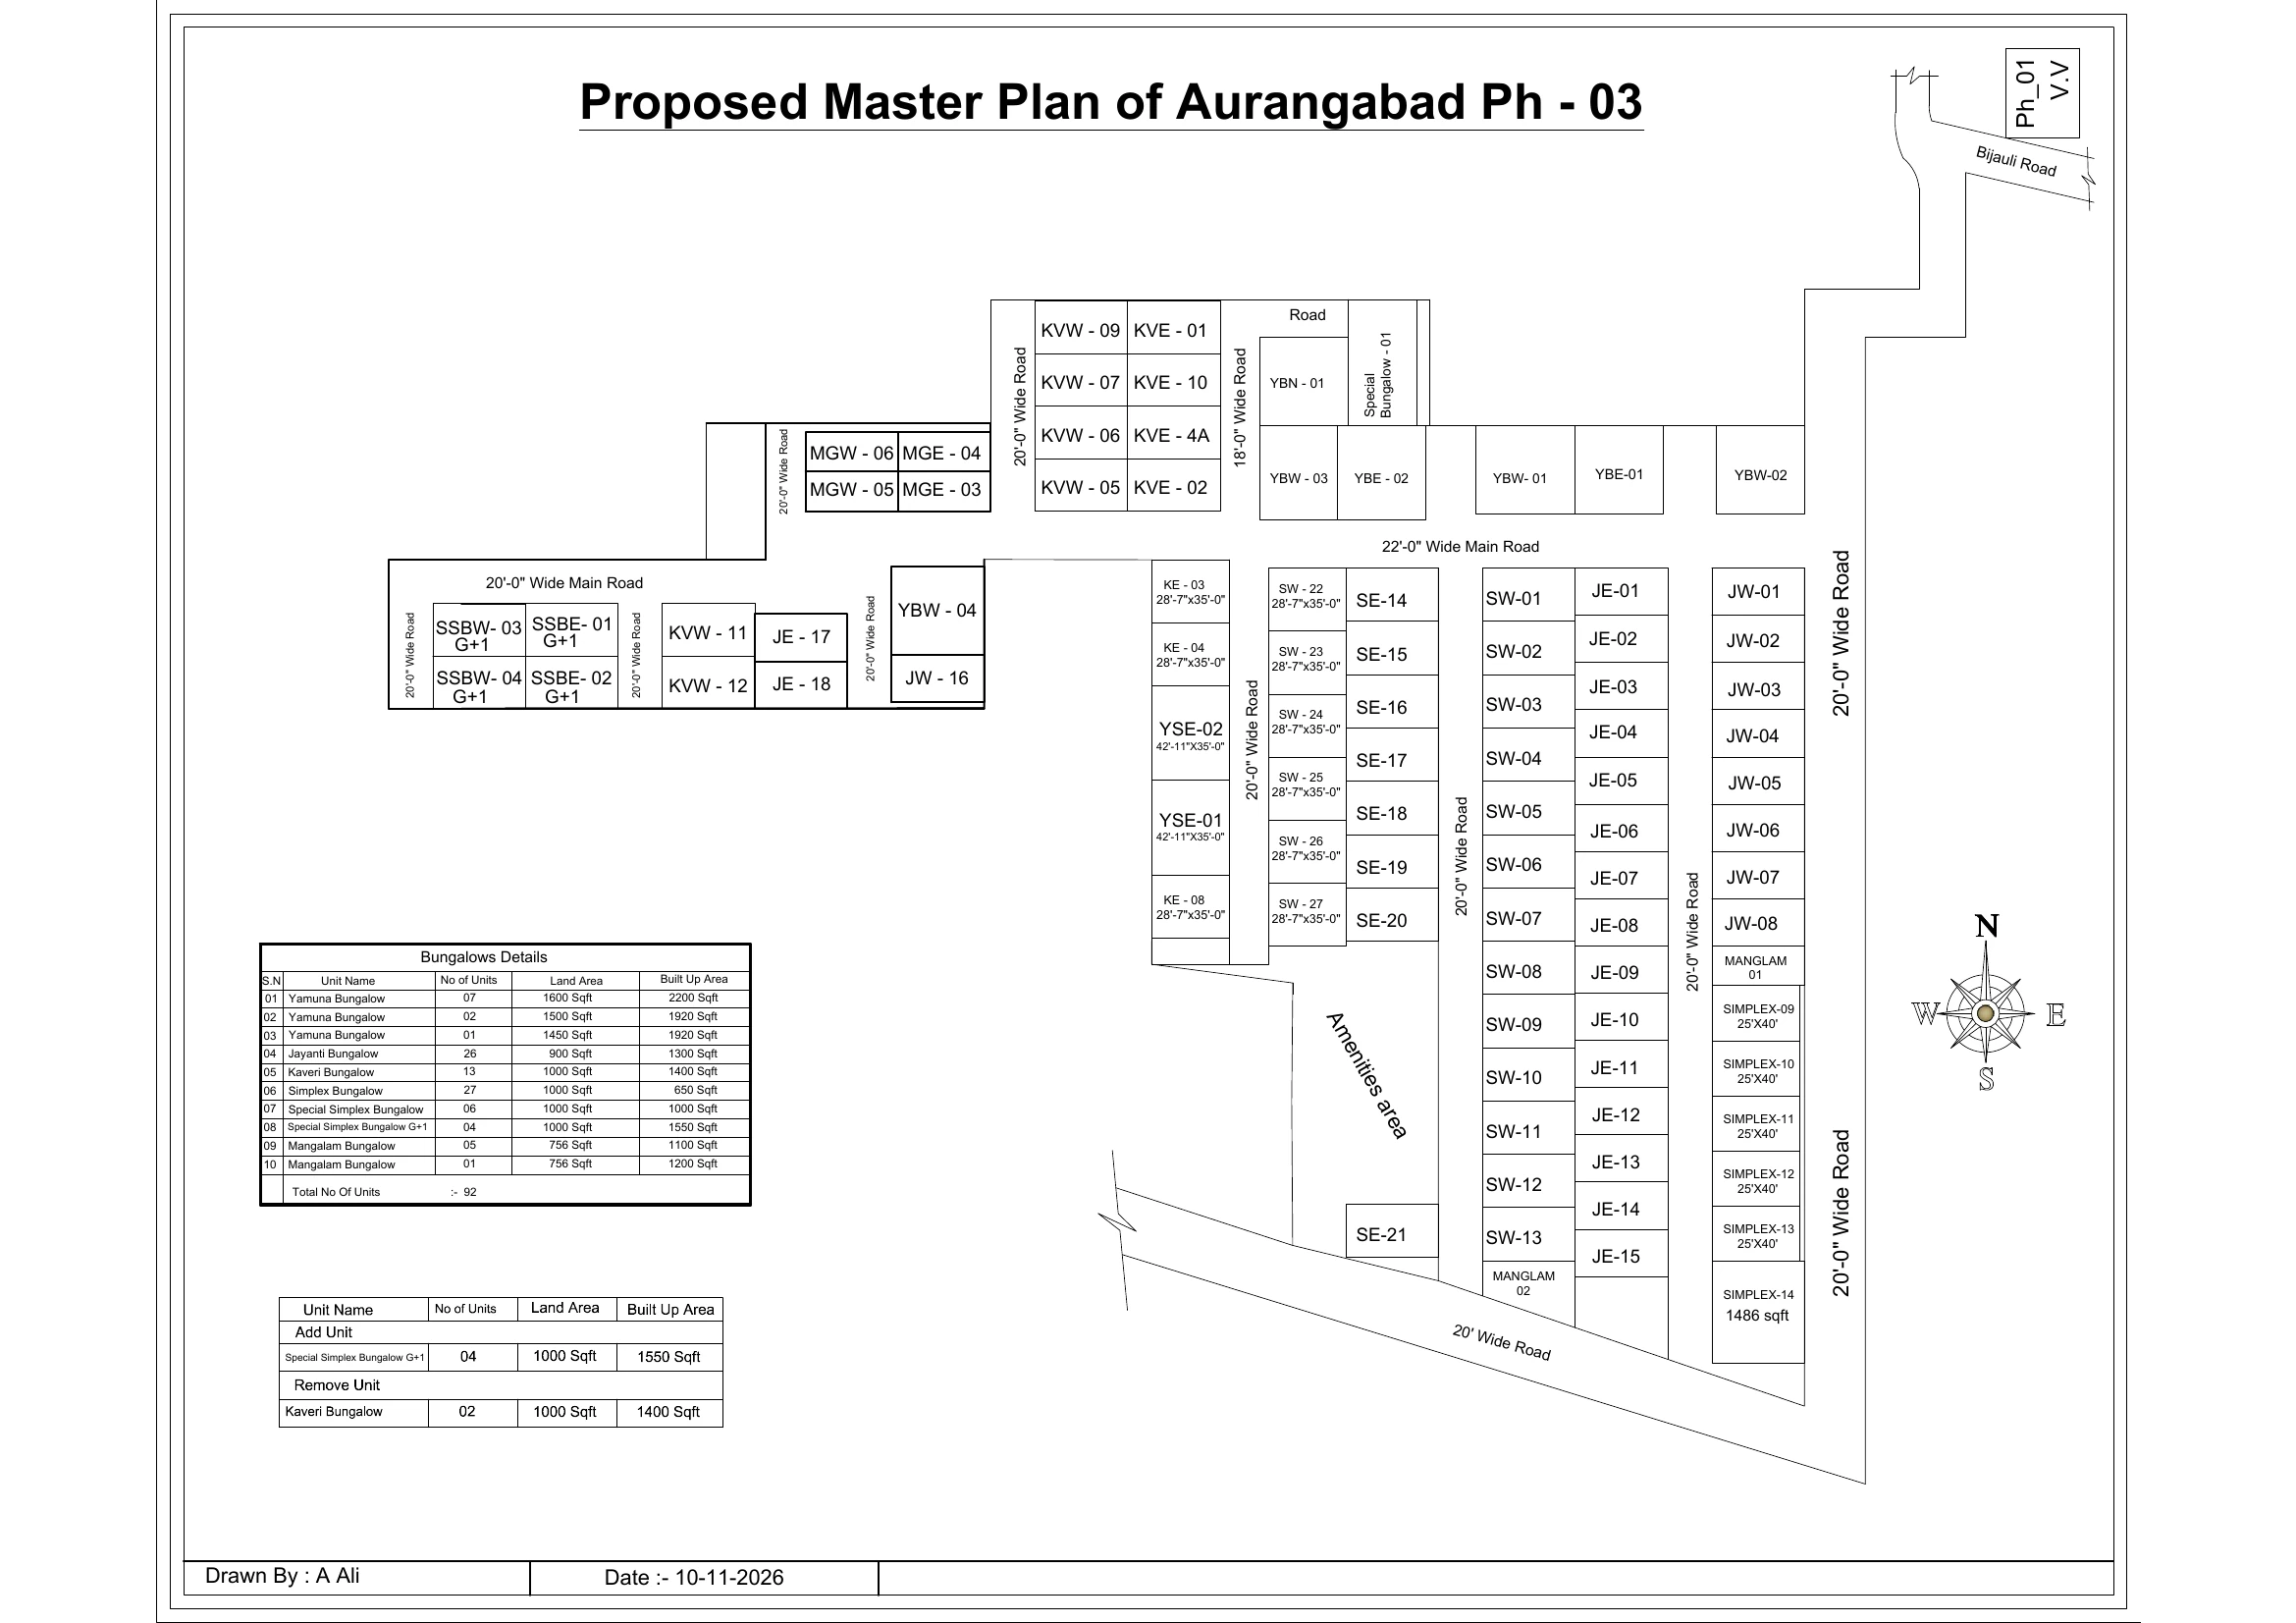 Proposed Master Plan of Aurangabad Ph - 03
Ph_01
V.V
Bijauli Road
Road
20'-0" Wide Road
KVW - 09
KVE - 01
KVW - 07
KVE - 10
KVW - 06
KVE - 4A
KVW - 05
KVE - 02
18'-0" Wide Road
YBN - 01
Special
Bungalow - 01
YBW - 03
YBE - 02
YBW- 01
YBE-01
YBW-02
20'-0" Wide Road
MGW - 06
MGE - 04
MGW - 05
MGE - 03
22'-0" Wide Main Road
20'-0" Wide Main Road
20'-0" Wide Road
SSBW- 03
G+1
SSBE- 01
G+1
SSBW- 04
G+1
SSBE- 02
G+1
20'-0" Wide Road
KVW - 11
JE - 17
KVW - 12
JE - 18
20'-0" Wide Road
YBW - 04
JW - 16
KE - 03
28'-7"x35'-0"
KE - 04
28'-7"x35'-0"
YSE-02
42'-11"X35'-0"
YSE-01
42'-11"X35'-0"
KE - 08
28'-7"x35'-0"
20'-0" Wide Road
SW - 22
28'-7"x35'-0"
SW - 23
28'-7"x35'-0"
SW - 24
28'-7"x35'-0"
SW - 25
28'-7"x35'-0"
SW - 26
28'-7"x35'-0"
SW - 27
28'-7"x35'-0"
SE-14
SE-15
SE-16
SE-17
SE-18
SE-19
SE-20
SE-21
Amenities area
20'-0" Wide Road
SW-01
SW-02
SW-03
SW-04
SW-05
SW-06
SW-07
SW-08
SW-09
SW-10
SW-11
SW-12
SW-13
MANGLAM
02
JE-01
JE-02
JE-03
JE-04
JE-05
JE-06
JE-07
JE-08
JE-09
JE-10
JE-11
JE-12
JE-13
JE-14
JE-15
20'-0" Wide Road
JW-01
JW-02
JW-03
JW-04
JW-05
JW-06
JW-07
JW-08
MANGLAM
01
SIMPLEX-09
25'X40'
SIMPLEX-10
25'X40'
SIMPLEX-11
25'X40'
SIMPLEX-12
25'X40'
SIMPLEX-13
25'X40'
SIMPLEX-14
1486 sqft
20'-0" Wide Road
20'-0" Wide Road
20' Wide Road
N
W
E
S
Bungalows Details
S.N Unit Name No of Units Land Area Built Up Area
01 Yamuna Bungalow 07 1600 Sqft 2200 Sqft
02 Yamuna Bungalow 02 1500 Sqft 1920 Sqft
03 Yamuna Bungalow 01 1450 Sqft 1920 Sqft
04 Jayanti Bungalow 26 900 Sqft 1300 Sqft
05 Kaveri Bungalow 13 1000 Sqft 1400 Sqft
06 Simplex Bungalow 27 1000 Sqft 650 Sqft
07 Special Simplex Bungalow 06 1000 Sqft 1000 Sqft
08 Special Simplex Bungalow G+1 04 1000 Sqft 1550 Sqft
09 Mangalam Bungalow 05 756 Sqft 1100 Sqft
10 Mangalam Bungalow 01 756 Sqft 1200 Sqft
Total No Of Units :- 92
Unit Name No of Units Land Area Built Up Area
Add Unit
Special Simplex Bungalow G+1 04 1000 Sqft 1550 Sqft
Remove Unit
Kaveri Bungalow 02 1000 Sqft 1400 Sqft
Drawn By : A Ali
Date :- 10-11-2026